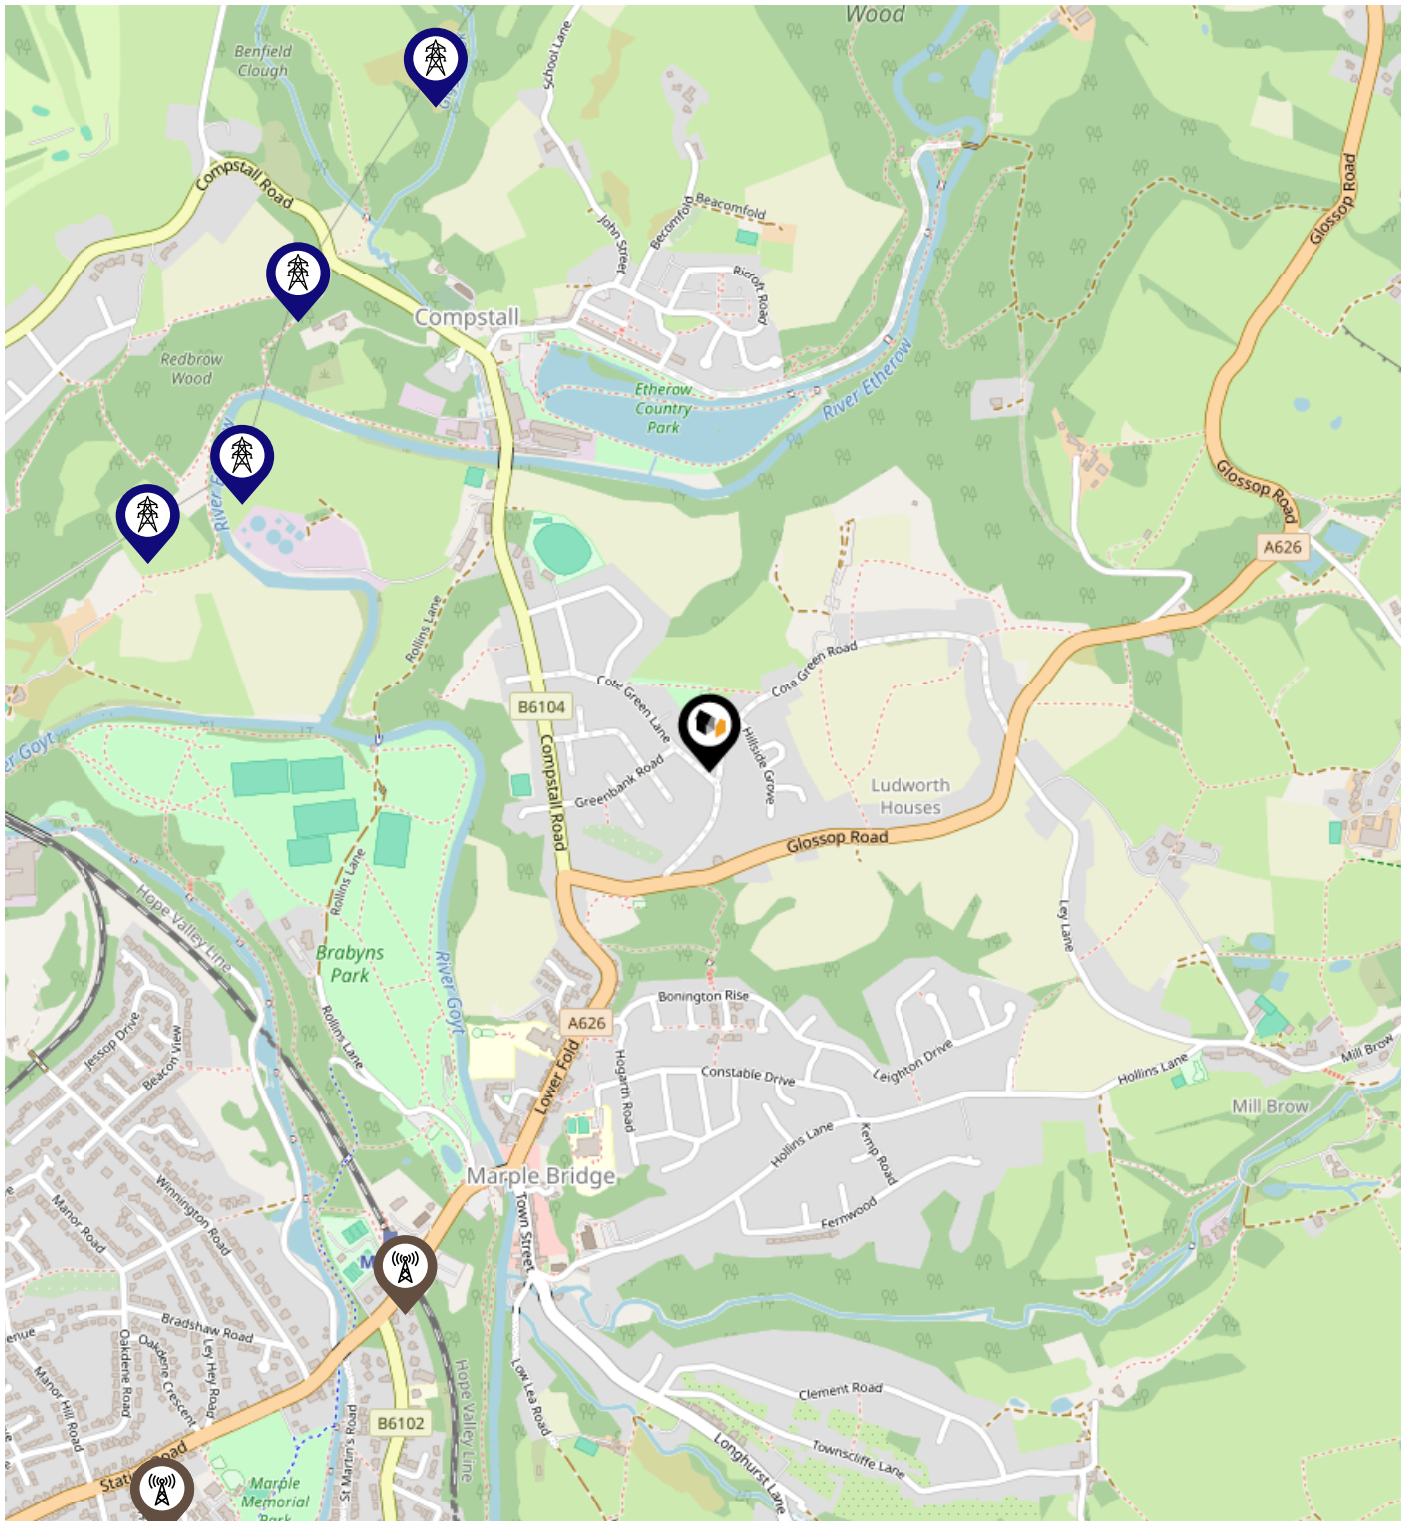 Wood
Benfield
Clough
School Lane
Compstall Road
Glossop Road
Beacomfold
Becomfold
John Street
Ricroft Roay
Compstall
Redbrow
Wood
Etherow
Country
Park
River Etherow
Glossop Road
A626
Rollins Lane
Cote Green Road
Cote Green Lane
B6104
Hillside Grove
Greenbank Road
Compstall Road
Ludworth
Houses
er Goyt
Glossop Road
Rollins Lane
Hope Valley Line
Ley Lane
Brabyns
Park
River Goyt
Bonington Rise
A626
Rollins Lane
Jessop Drive
Beacon View
Lower Fold
Hogarth Road
Constable Drive
Leighton Drive
Hollins Lane
Mill Brow
Mill Brow
Hollins Lane
Kemp Road
Marple Bridge
Winnington Road
Manor Road
Town Street
Fernwood
M
Bradshaw Road
enue
Oakdene Road
Oakdene Crescent
Ley Hey Road
Manor Hill Road
Hope Valley Line
Low Lea Road
Clement Road
B6102
St Martin's Road
Townscliffe Lane
Longhurst Lane
Marple
Memorial
Park